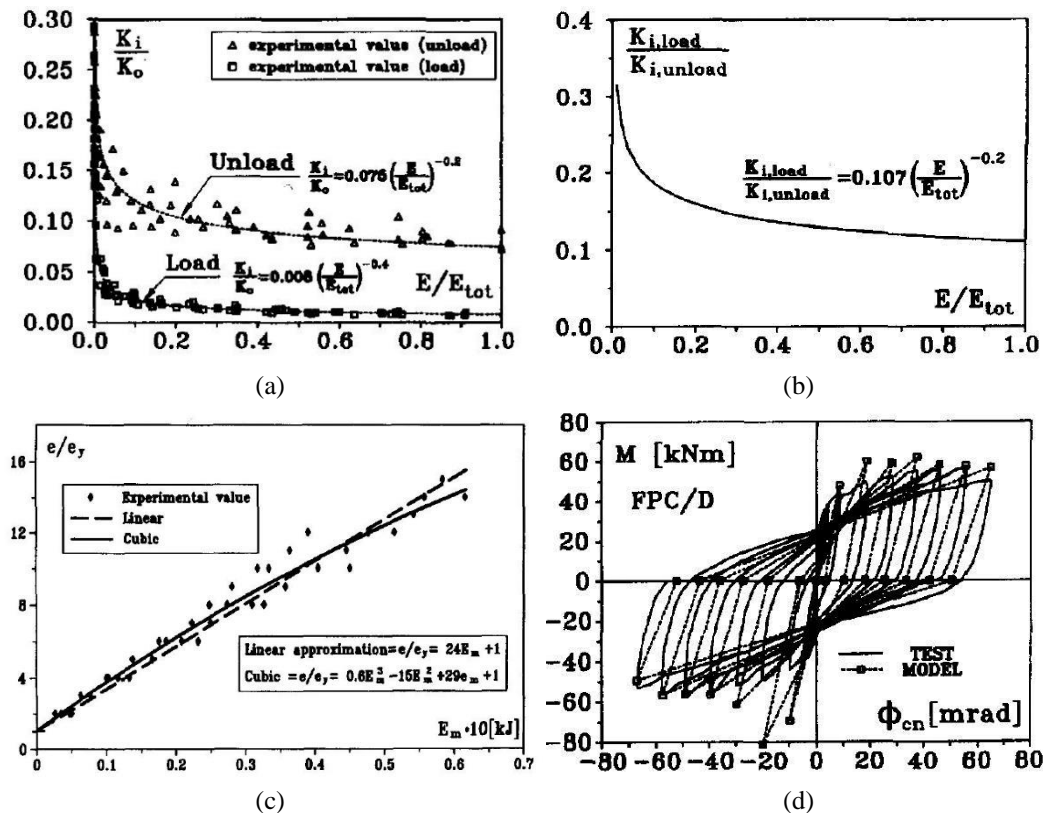 0.30
0.25
0.20
0.15
0.10
0.05
0.00
K_i/K_o
△ experimental value (unload)
□ experimental value (load)
Unload K_i/K_o=0.075(E/E_tot)^-0.2
Load K_i/K_o=0.008(E/E_tot)^-0.4
E/E_tot
0.0 0.2 0.4 0.6 0.8 1.0
(a)
0.4
0.3
0.2
0.1
0.0
K_i,load/K_i,unload
K_i,load/K_i,unload=0.107(E/E_tot)^-0.2
E/E_tot
0.0 0.2 0.4 0.6 0.8 1.0
(b)
e/e_y
16
12
8
4
0
Experimental value
Linear
Cubic
Linear approximation=e/e_y= 24E_m+1
Cubic =e/e_y= 0.6E_m^3-15E_m^2+29e_m+1
E_m·10[kJ]
0 0.1 0.2 0.3 0.4 0.5 0.6 0.7
(c)
80
60
40
20
0
-20
-40
-60
-80
M [kNm]
FPC/D
TEST
MODEL
Φ_cn[mrad]
-80 -60 -40 -20 0 20 40 60 80
(d)